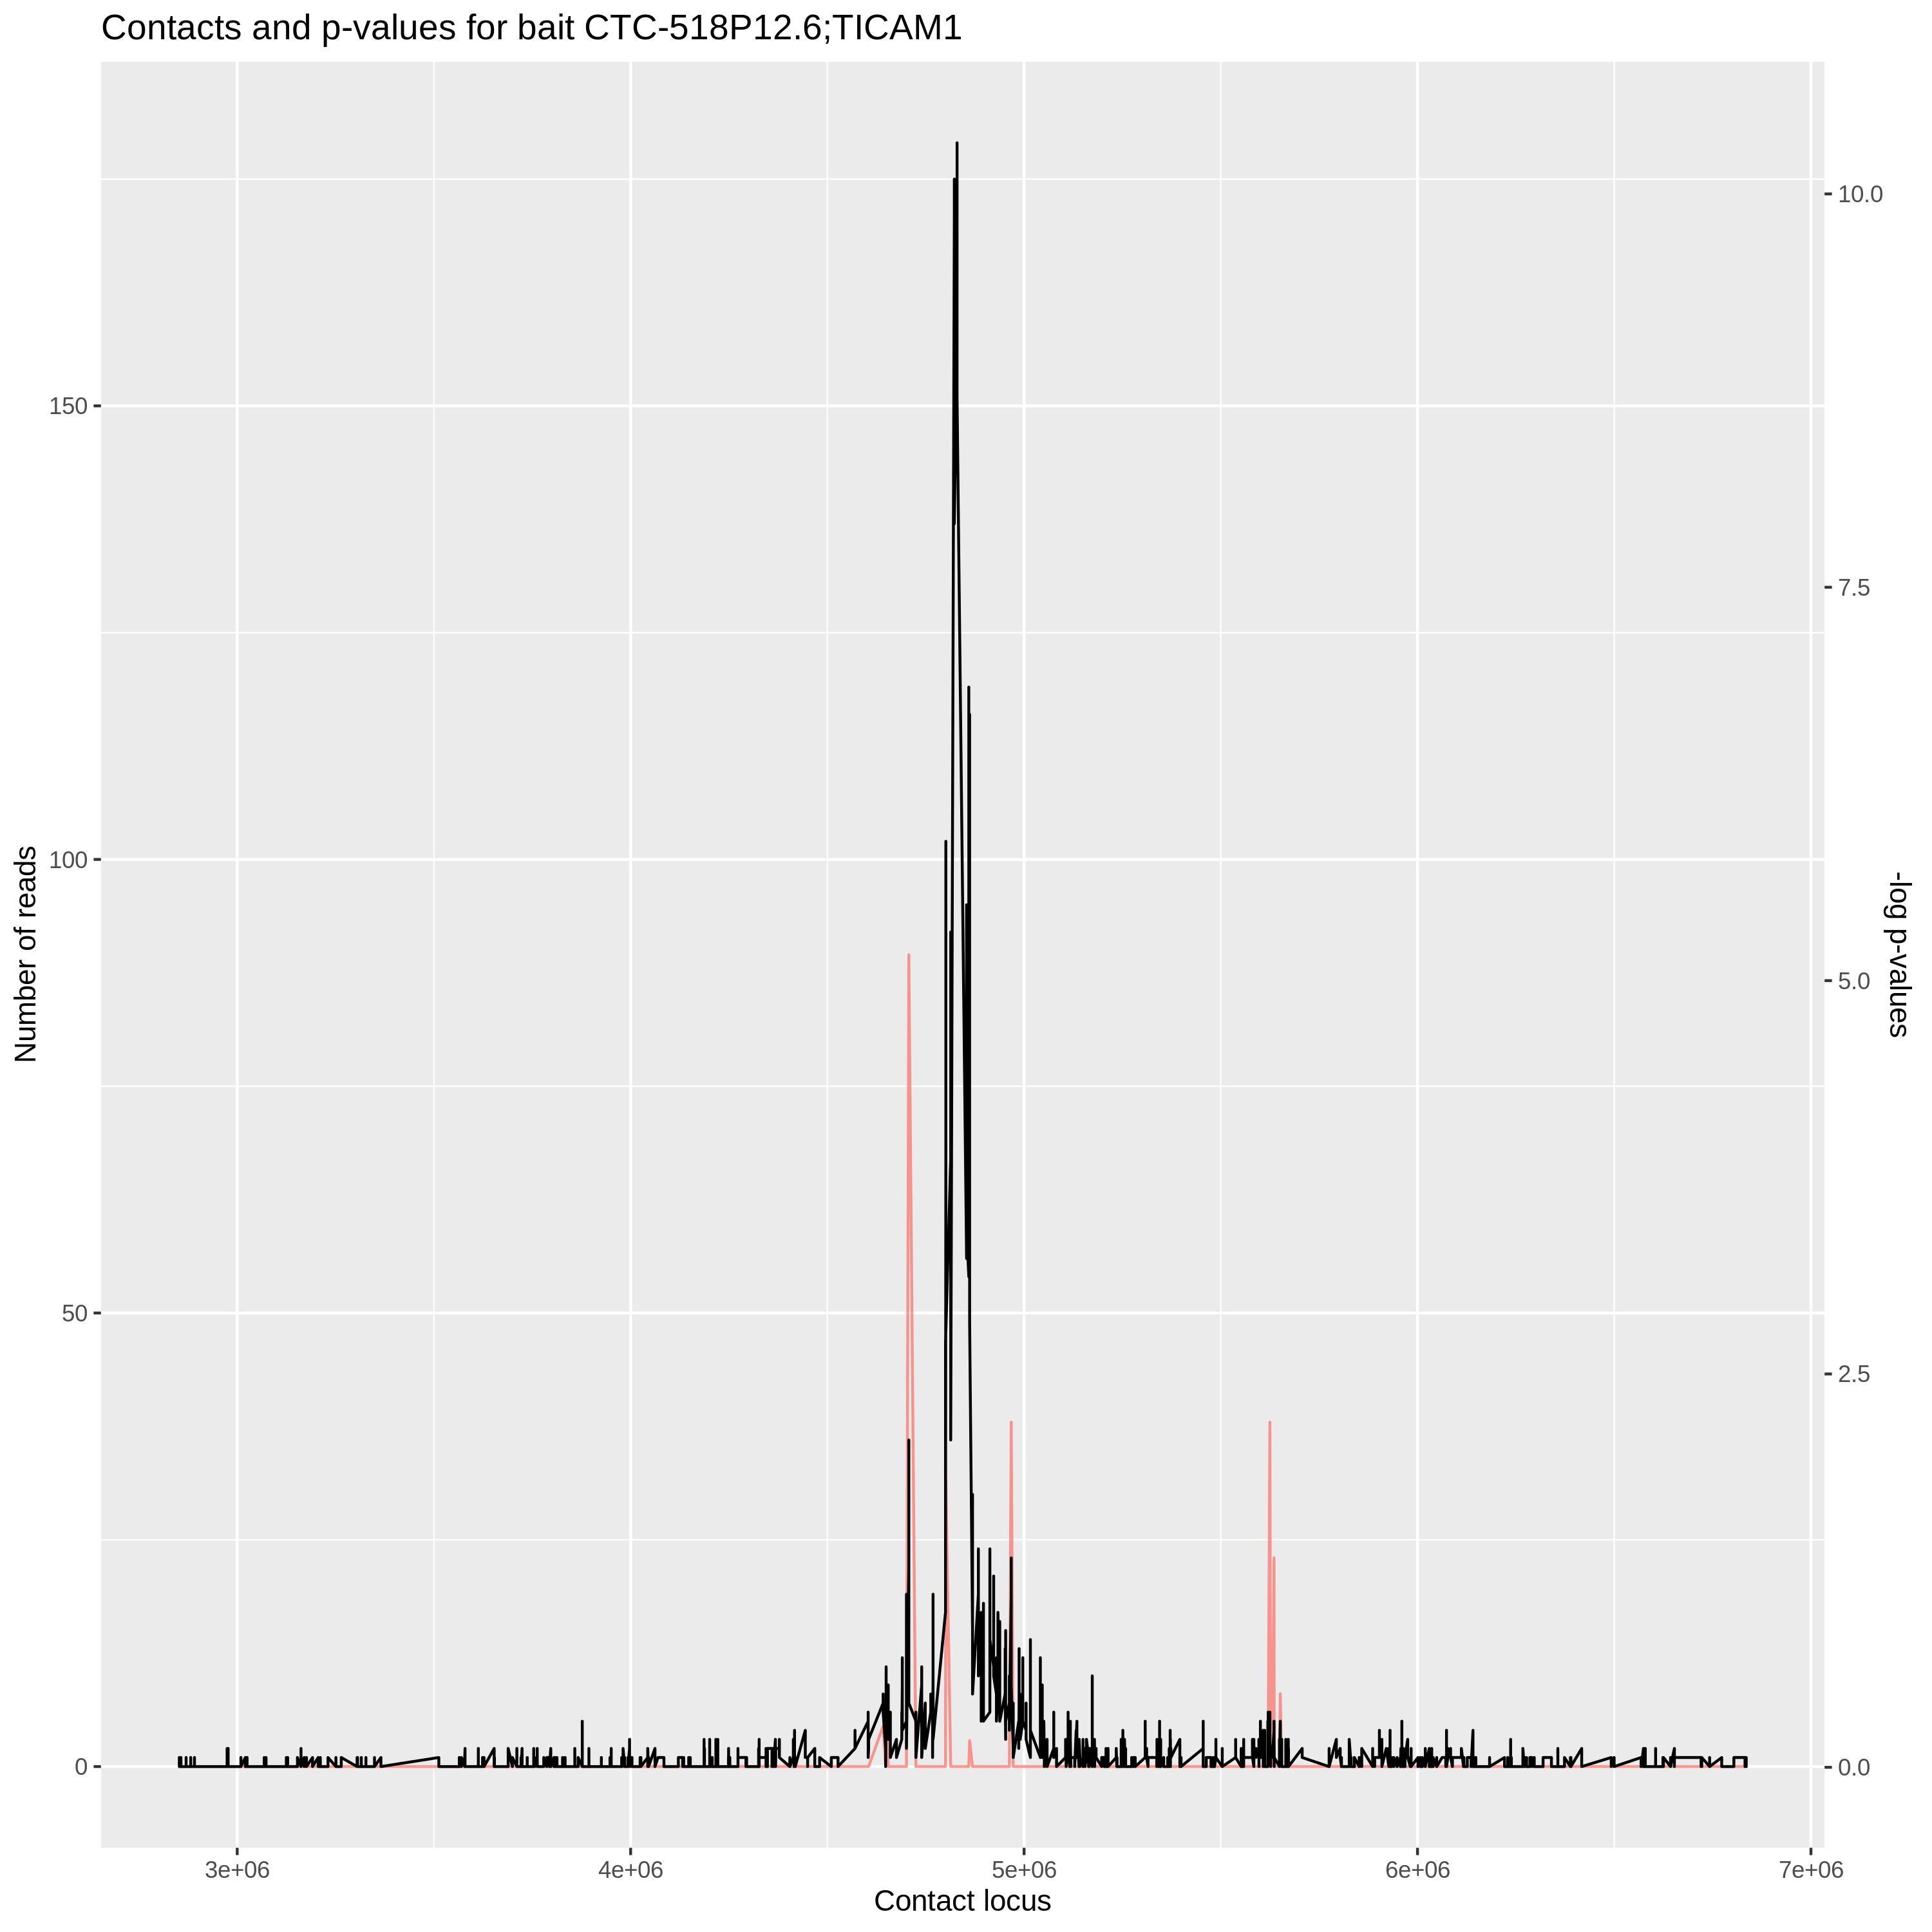 Contacts and p-values for bait CTC-518P12.6;TICAM1
Number of reads
150
100
50
0
10.0
7.5
5.0
2.5
0.0
-log p-values
3e+06
4e+06
5e+06
6e+06
7e+06
Contact locus